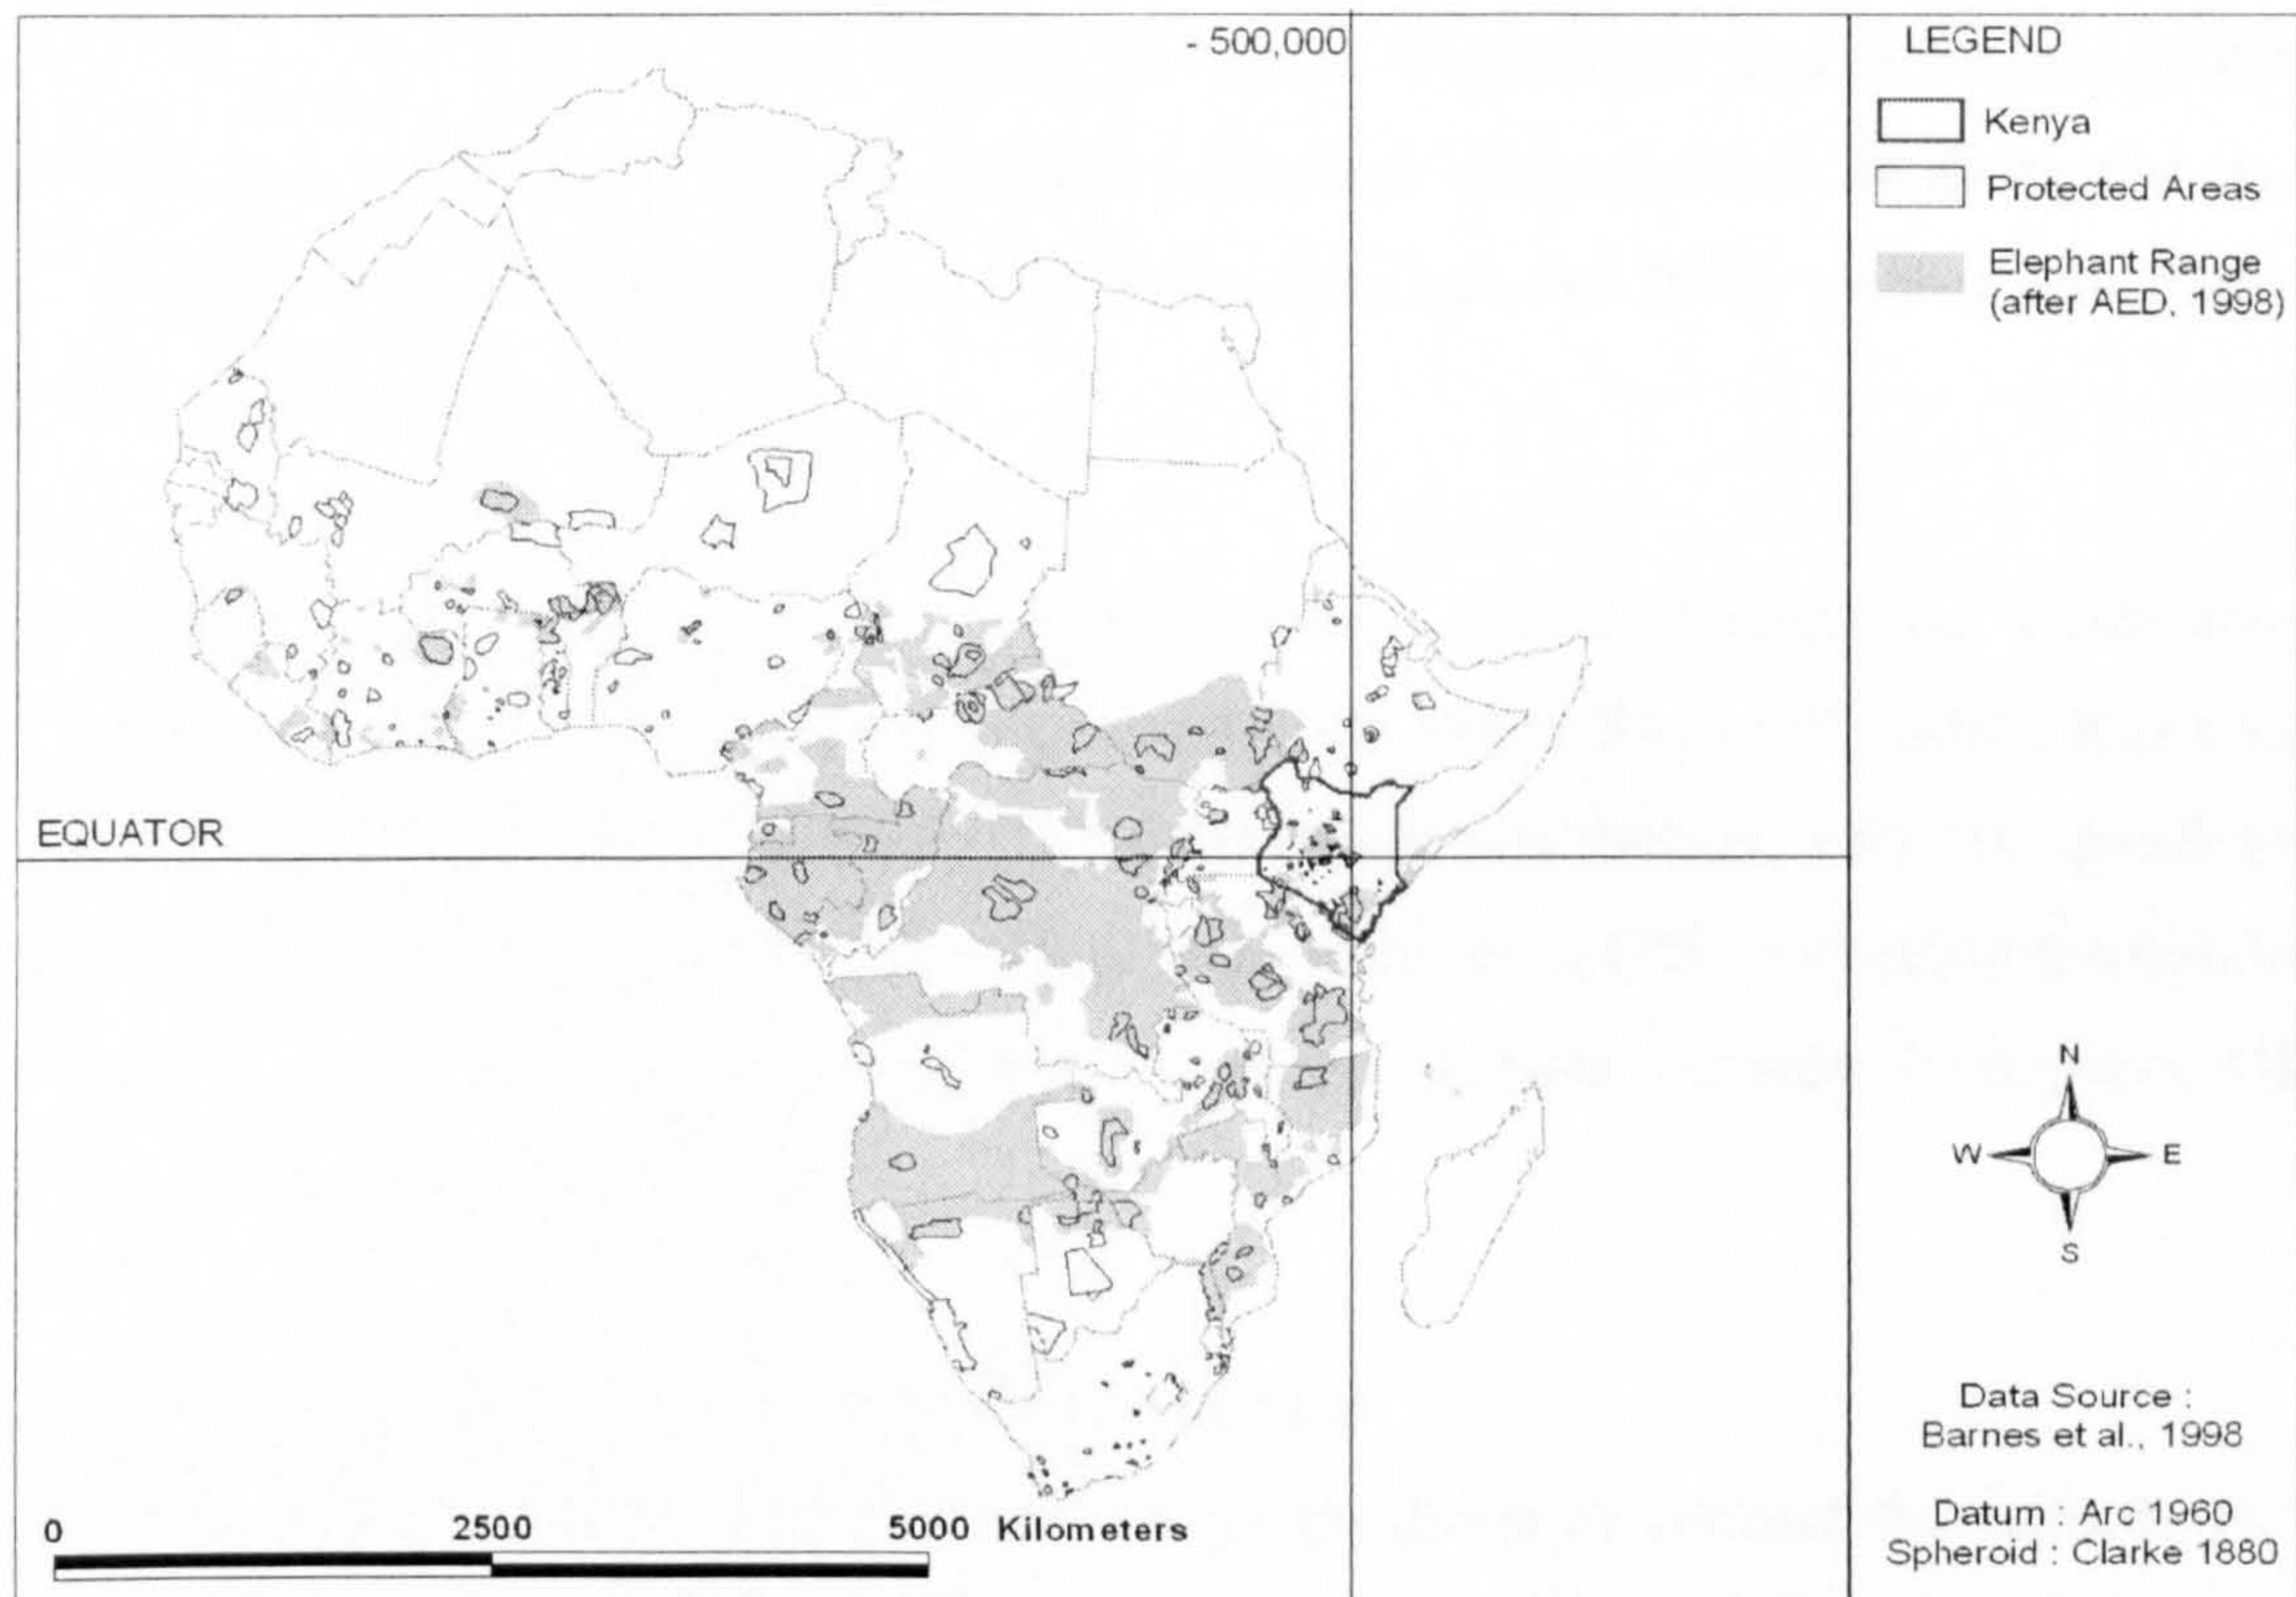 - 500,000
EQUATOR
0
2500
5000 Kilometers
LEGEND
Kenya
Protected Areas
Elephant Range
(after AED, 1998)
N
W
E
S
Data Source :
Barnes et al., 1998
Datum : Arc 1960
Spheroid : Clarke 1880